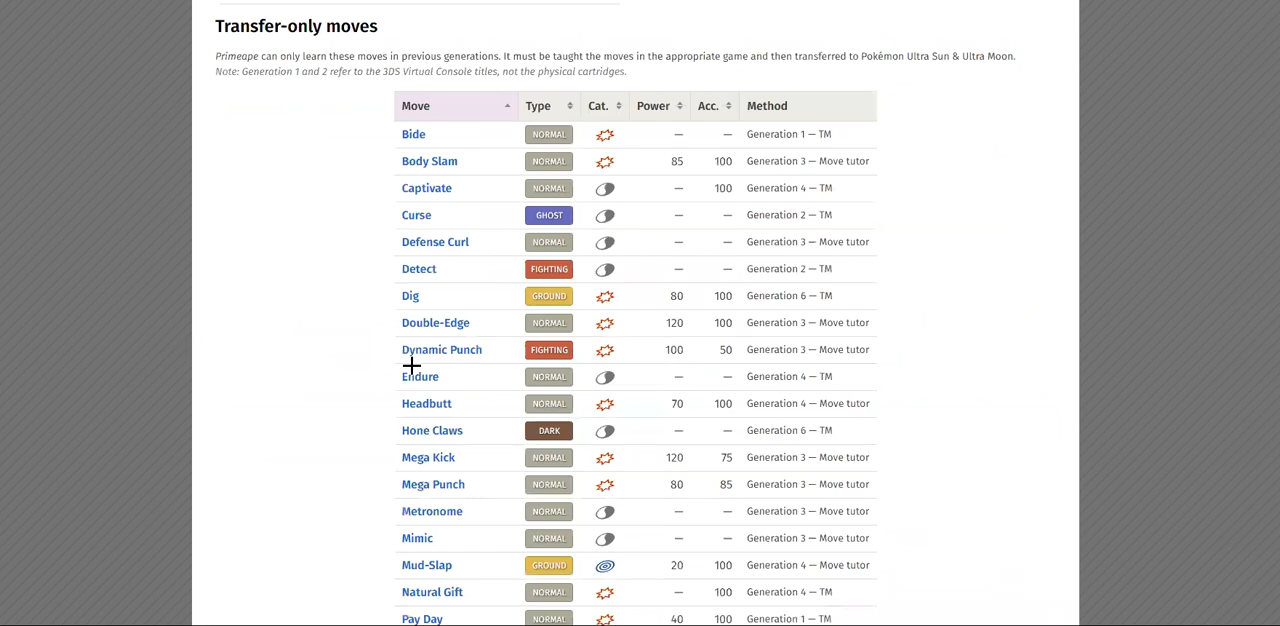 Transfer-only moves
Primeape can only learn these moves in previous generations. It must be taught the moves in the appropriate game and then transferred to Pokémon Ultra Sun & Ultra Moon.
Note: Generation 1 and 2 refer to the 3DS Virtual Console titles, not the physical cartridges.
Move Type Cat. Power Acc. Method
Bide NORMAL — — Generation 1 — TM
Body Slam NORMAL 85 100 Generation 3 — Move tutor
Captivate NORMAL — 100 Generation 4 — TM
Curse GHOST — — Generation 2 — TM
Defense Curl NORMAL — — Generation 3 — Move tutor
Detect FIGHTING — — Generation 2 — TM
Dig GROUND 80 100 Generation 6 — TM
Double-Edge NORMAL 120 100 Generation 3 — Move tutor
Dynamic Punch FIGHTING 100 50 Generation 3 — Move tutor
Endure NORMAL — — Generation 4 — TM
Headbutt NORMAL 70 100 Generation 4 — Move tutor
Hone Claws DARK — — Generation 6 — TM
Mega Kick NORMAL 120 75 Generation 3 — Move tutor
Mega Punch NORMAL 80 85 Generation 3 — Move tutor
Metronome NORMAL — — Generation 3 — Move tutor
Mimic NORMAL — — Generation 3 — Move tutor
Mud-Slap GROUND 20 100 Generation 4 — Move tutor
Natural Gift NORMAL — 100 Generation 4 — TM
Pay Day NORMAL 40 100 Generation 1 — TM